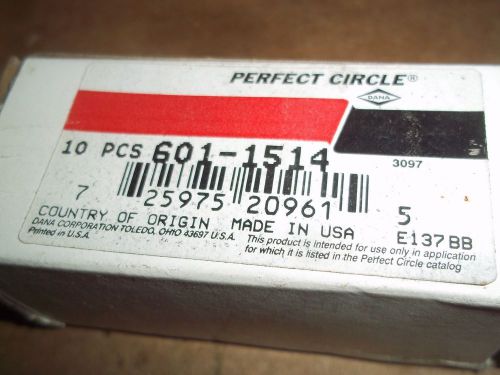 PERFECT CIRCLE®
DANA
10 PCS 601-1514
3097
7 25975 20961 5
COUNTRY OF ORIGIN MADE IN USA
E137BB
DANA CORPORATION TOLEDO, OHIO 43697 U.S.A.
Printed in U.S.A.
This product is intended for use only in application
for which it is listed in the Perfect Circle catalog